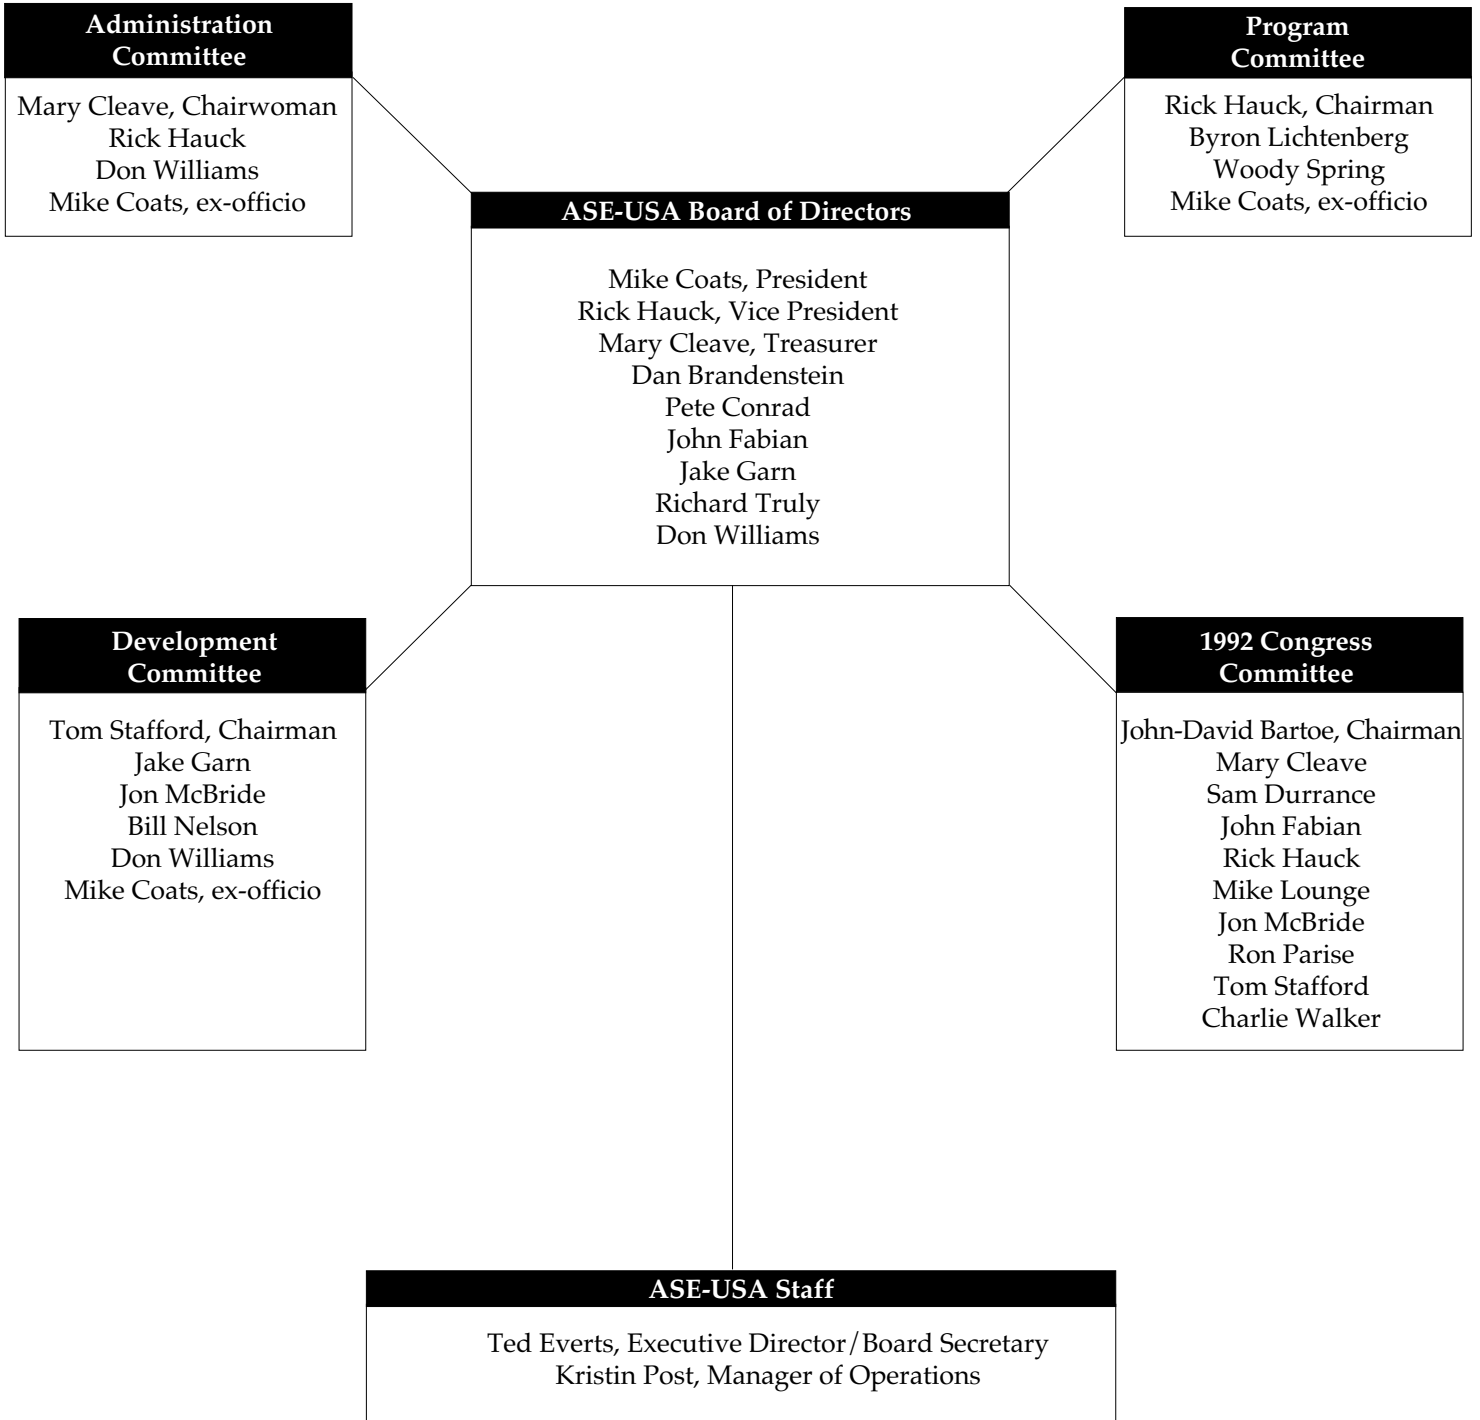 Administration
Committee
Mary Cleave, Chairwoman
Rick Hauck
Don Williams
Mike Coats, ex-officio
Program
Committee
Rick Hauck, Chairman
Byron Lichtenberg
Woody Spring
Mike Coats, ex-officio
ASE-USA Board of Directors
Mike Coats, President
Rick Hauck, Vice President
Mary Cleave, Treasurer
Dan Brandenstein
Pete Conrad
John Fabian
Jake Garn
Richard Truly
Don Williams
Development
Committee
Tom Stafford, Chairman
Jake Garn
Jon McBride
Bill Nelson
Don Williams
Mike Coats, ex-officio
1992 Congress
Committee
John-David Bartoe, Chairman
Mary Cleave
Sam Durrance
John Fabian
Rick Hauck
Mike Lounge
Jon McBride
Ron Parise
Tom Stafford
Charlie Walker
ASE-USA Staff
Ted Everts, Executive Director/Board Secretary
Kristin Post, Manager of Operations